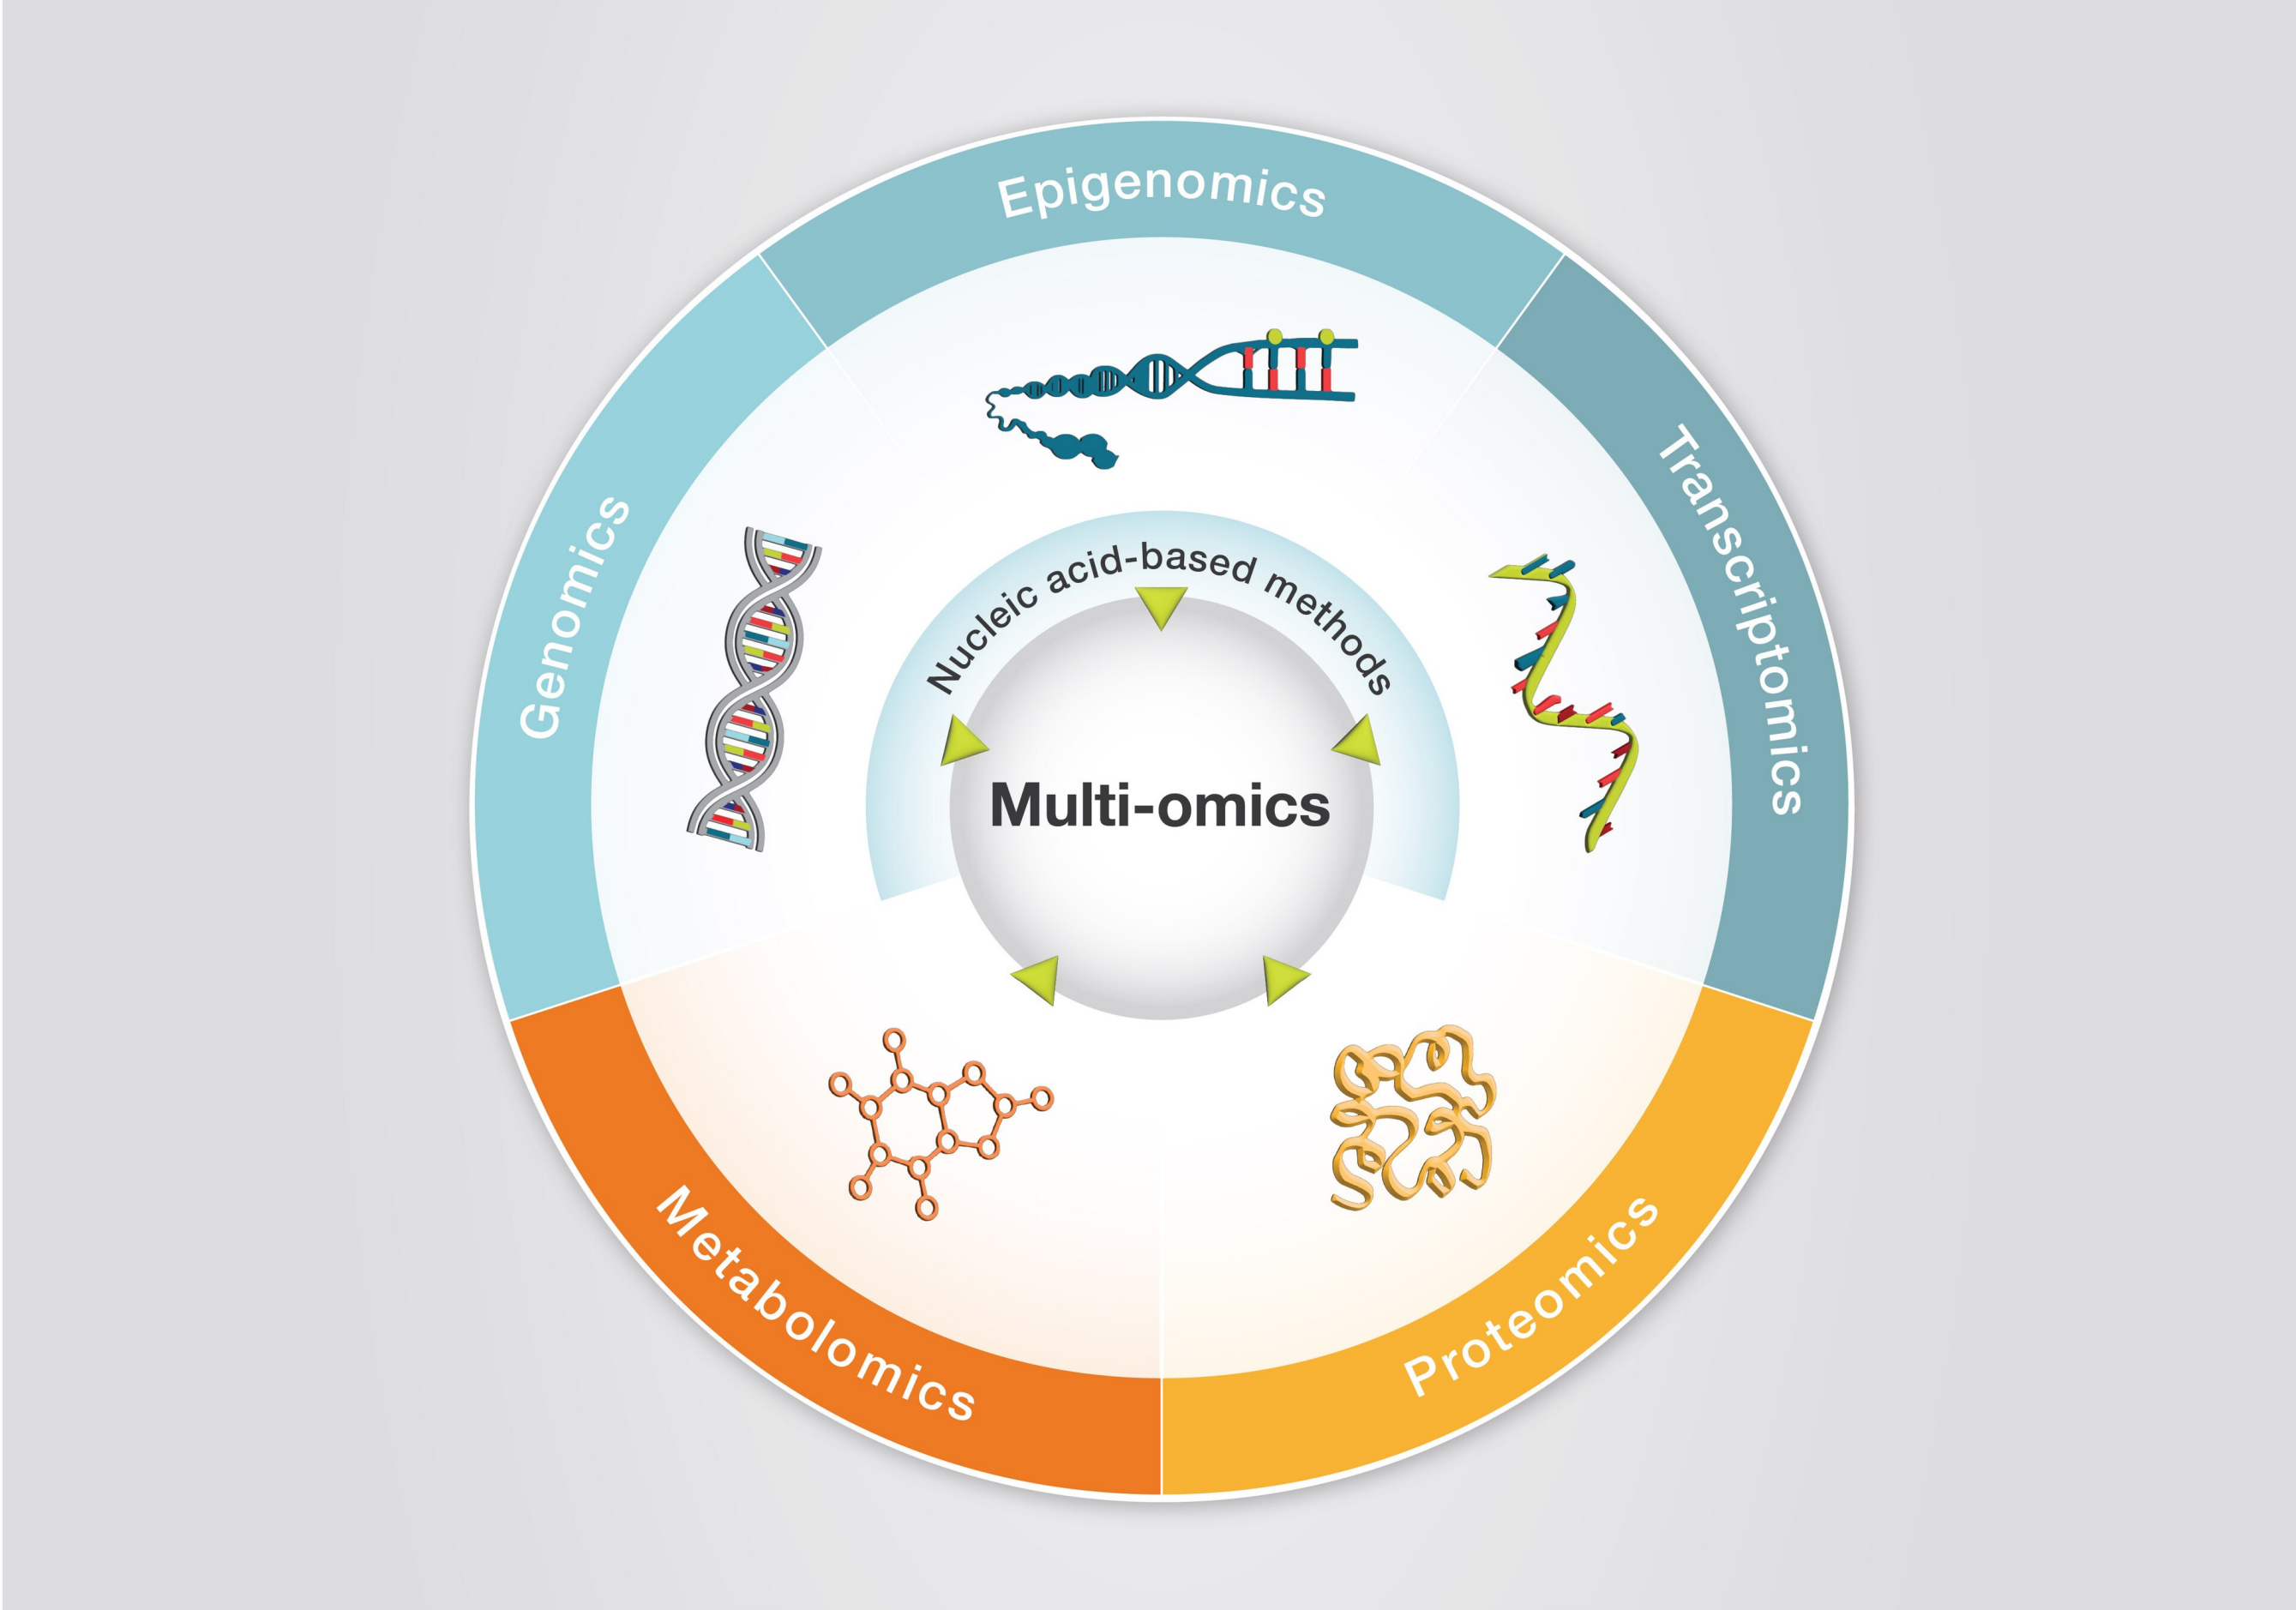 Epigenomics
Genomics
Transcriptomics
Nucleic acid-based methods
Multi-omics
Metabolomics
Proteomics